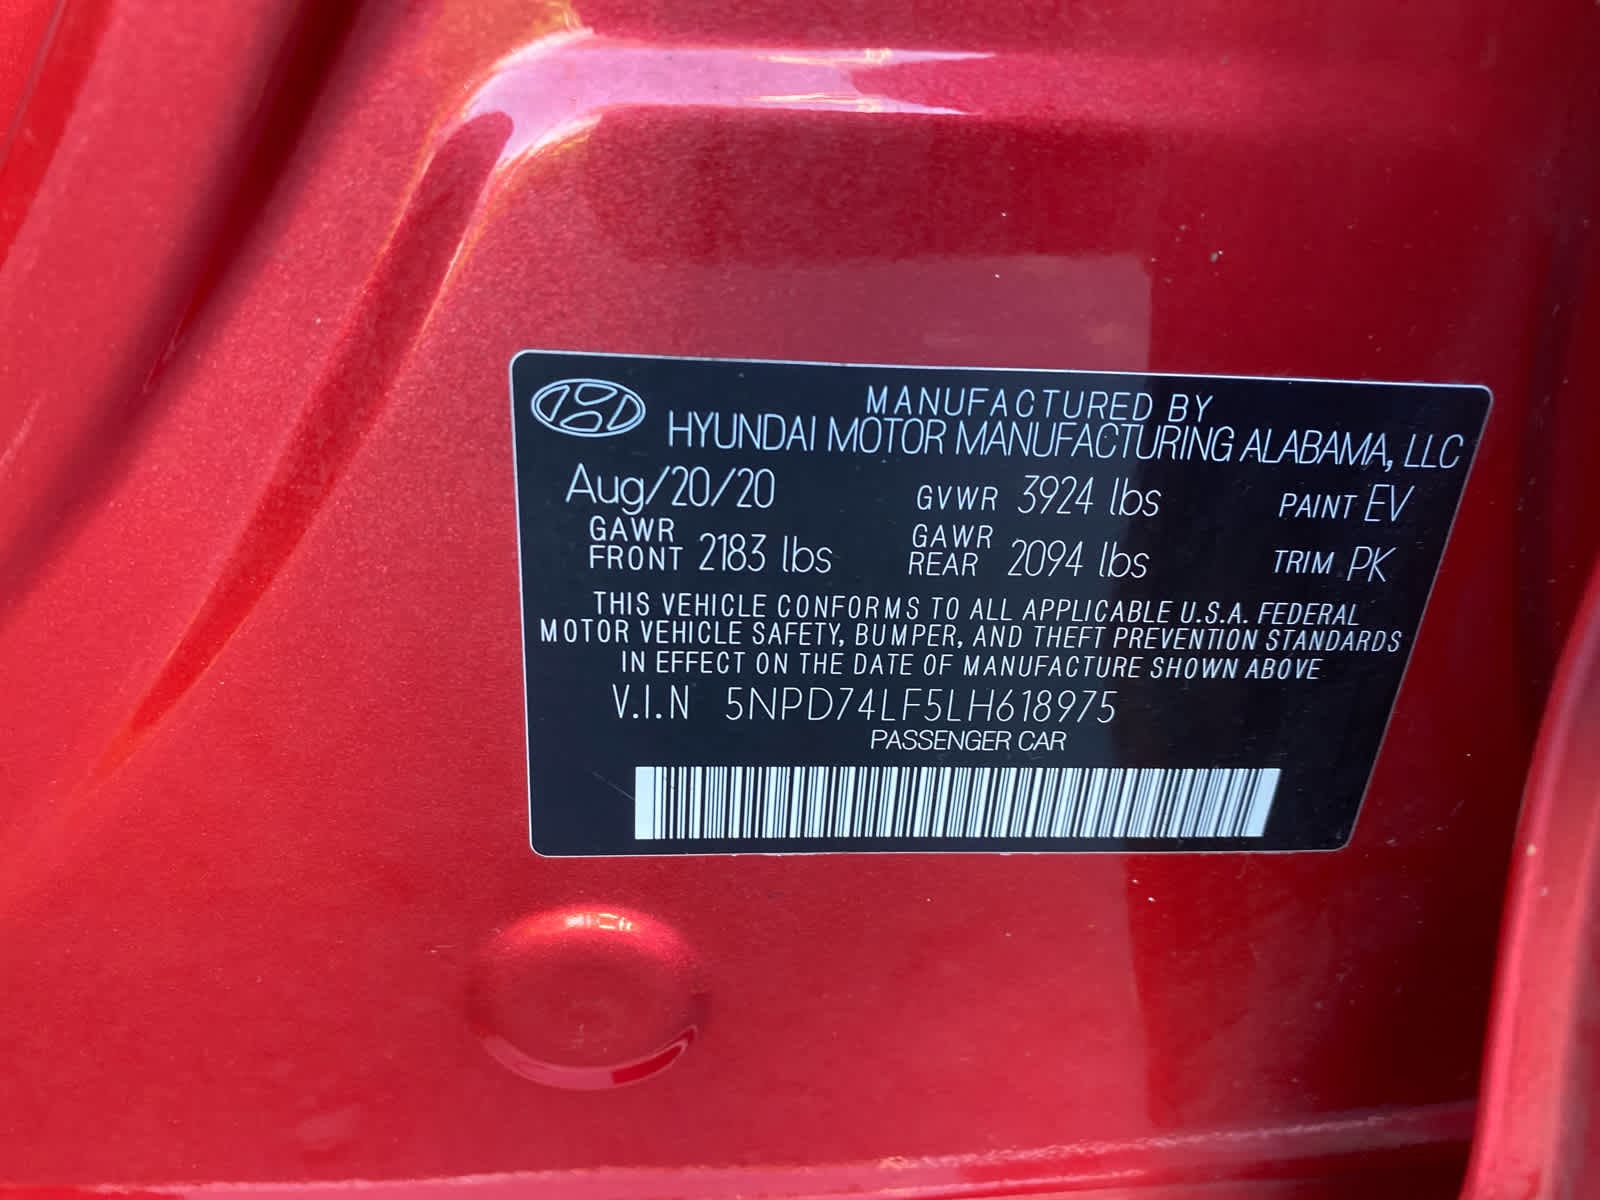 MANUFACTURED BY
HYUNDAI MOTOR MANUFACTURING ALABAMA, LLC
Aug/20/20 GVWR 3924 lbs PAINT EV
GAWR FRONT 2183 lbs GAWR REAR 2094 lbs TRIM PK
THIS VEHICLE CONFORMS TO ALL APPLICABLE U.S.A. FEDERAL
MOTOR VEHICLE SAFETY, BUMPER, AND THEFT PREVENTION STANDARDS
IN EFFECT ON THE DATE OF MANUFACTURE SHOWN ABOVE
V.I.N 5NPD74LF5LH618975
PASSENGER CAR